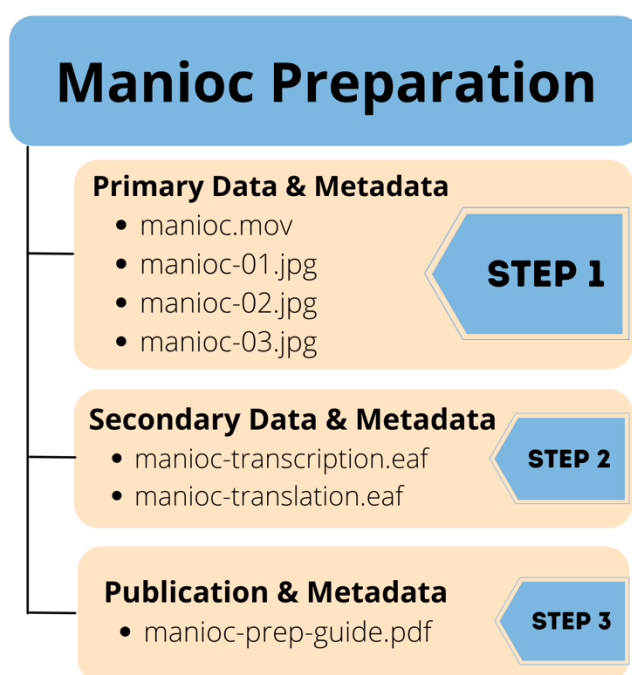 Manioc Preparation
Primary Data & Metadata
• manioc.mov
• manioc-01.jpg
• manioc-02.jpg
• manioc-03.jpg
STEP 1
Secondary Data & Metadata
• manioc-transcription.eaf
• manioc-translation.eaf
STEP 2
Publication & Metadata
• manioc-prep-guide.pdf
STEP 3